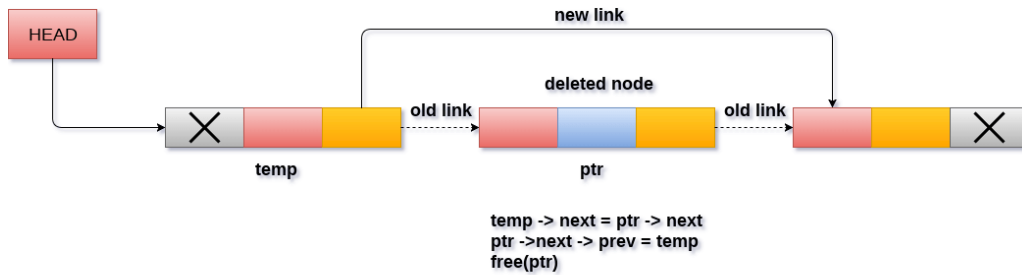 new link
HEAD
deleted node
old link
old link
temp
ptr
temp -> next = ptr -> next
ptr ->next -> prev = temp
free(ptr)